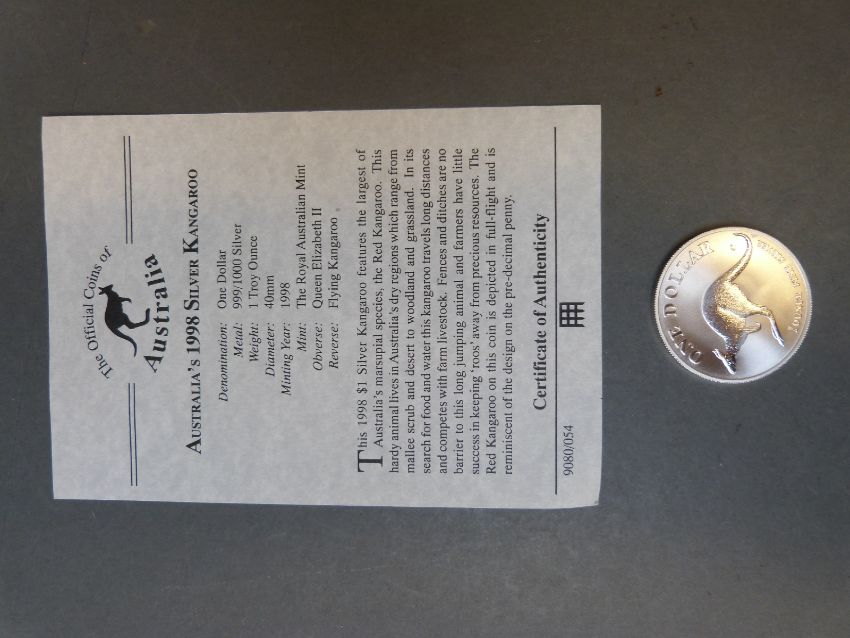 The Official Coins of
Australia
AUSTRALIA'S 1998 SILVER KANGAROO
Denomination: One Dollar
Metal: 999/1000 Silver
Weight: 1 Troy Ounce
Diameter: 40mm
Minting Year: 1998
Mint: The Royal Australian Mint
Obverse: Queen Elizabeth II
Reverse: Flying Kangaroo
This 1998 $1 Silver Kangaroo features the largest of
Australia's marsupial species, the Red Kangaroo. This
hardy animal lives in Australia's dry regions which range from
mallee scrub and desert to woodland and grassland. In its
search for food and water this kangaroo travels long distances
and competes with farm livestock. Fences and ditches are no
barrier to this long jumping animal and farmers have little
success in keeping 'roos' away from precious resources. The
Red Kangaroo on this coin is depicted in full-flight and is
reminiscent of the design on the pre-decimal penny.
Certificate of Authenticity
9080/054
ONE DOLLAR